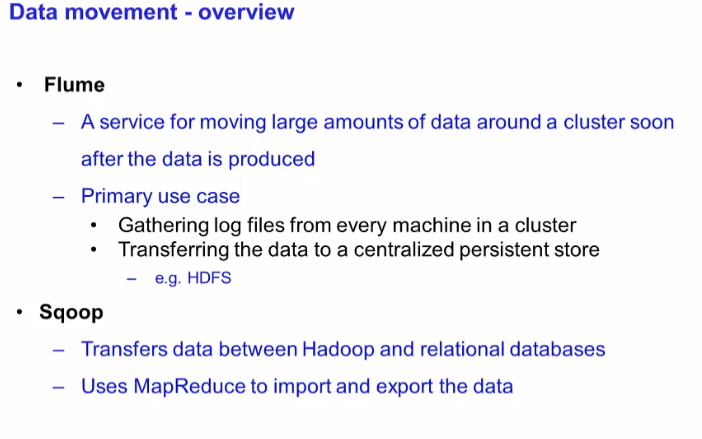 Data movement - overview
• Flume
– A service for moving large amounts of data around a cluster soon
after the data is produced
– Primary use case
• Gathering log files from every machine in a cluster
• Transferring the data to a centralized persistent store
– e.g. HDFS
• Sqoop
– Transfers data between Hadoop and relational databases
– Uses MapReduce to import and export the data